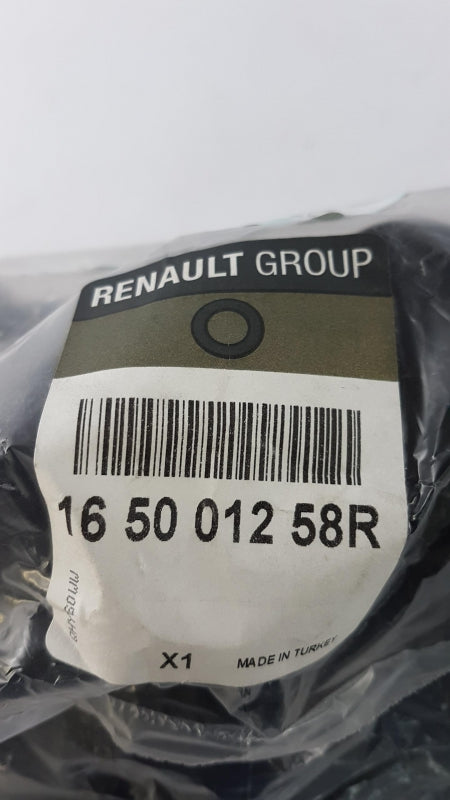 RENAULT GROUP
16 50 012 58R
X1
MADE IN TURKEY